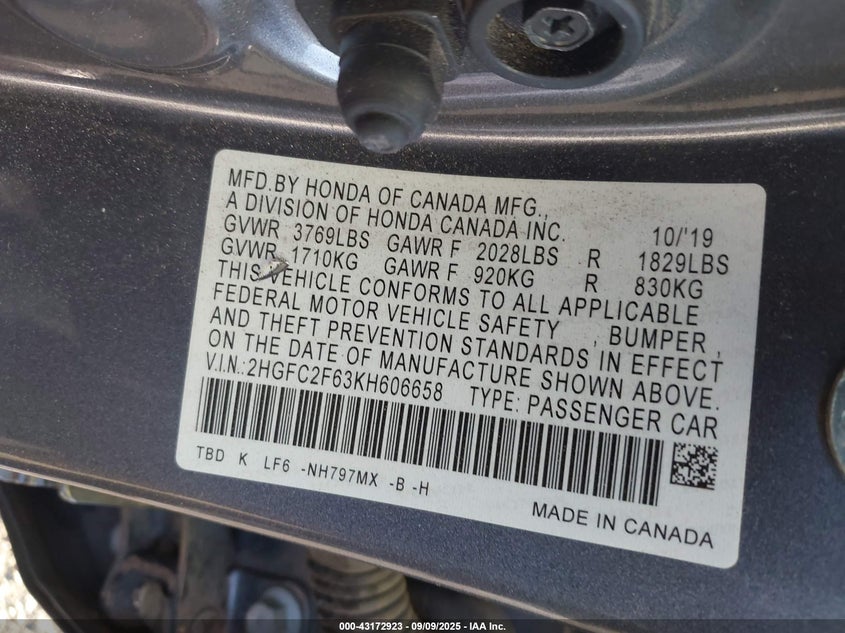 MFD.BY HONDA OF CANADA MFG.,
A DIVISION OF HONDA CANADA INC. 10/'19
GVWR 3769LBS GAWR F 2028LBS R 1829LBS
GVWR 1710KG GAWR F 920KG R 830KG
THIS VEHICLE CONFORMS TO ALL APPLICABLE
FEDERAL MOTOR VEHICLE SAFETY , BUMPER ,
AND THEFT PREVENTION STANDARDS IN EFFECT
ON THE DATE OF MANUFACTURE SHOWN ABOVE.
V.I.N.: 2HGFC2F63KH606658 TYPE: PASSENGER CAR
TBD K LF6 -NH797MX -B -H
MADE IN CANADA
000-43172923 - 09/09/2025 - IAA Inc.